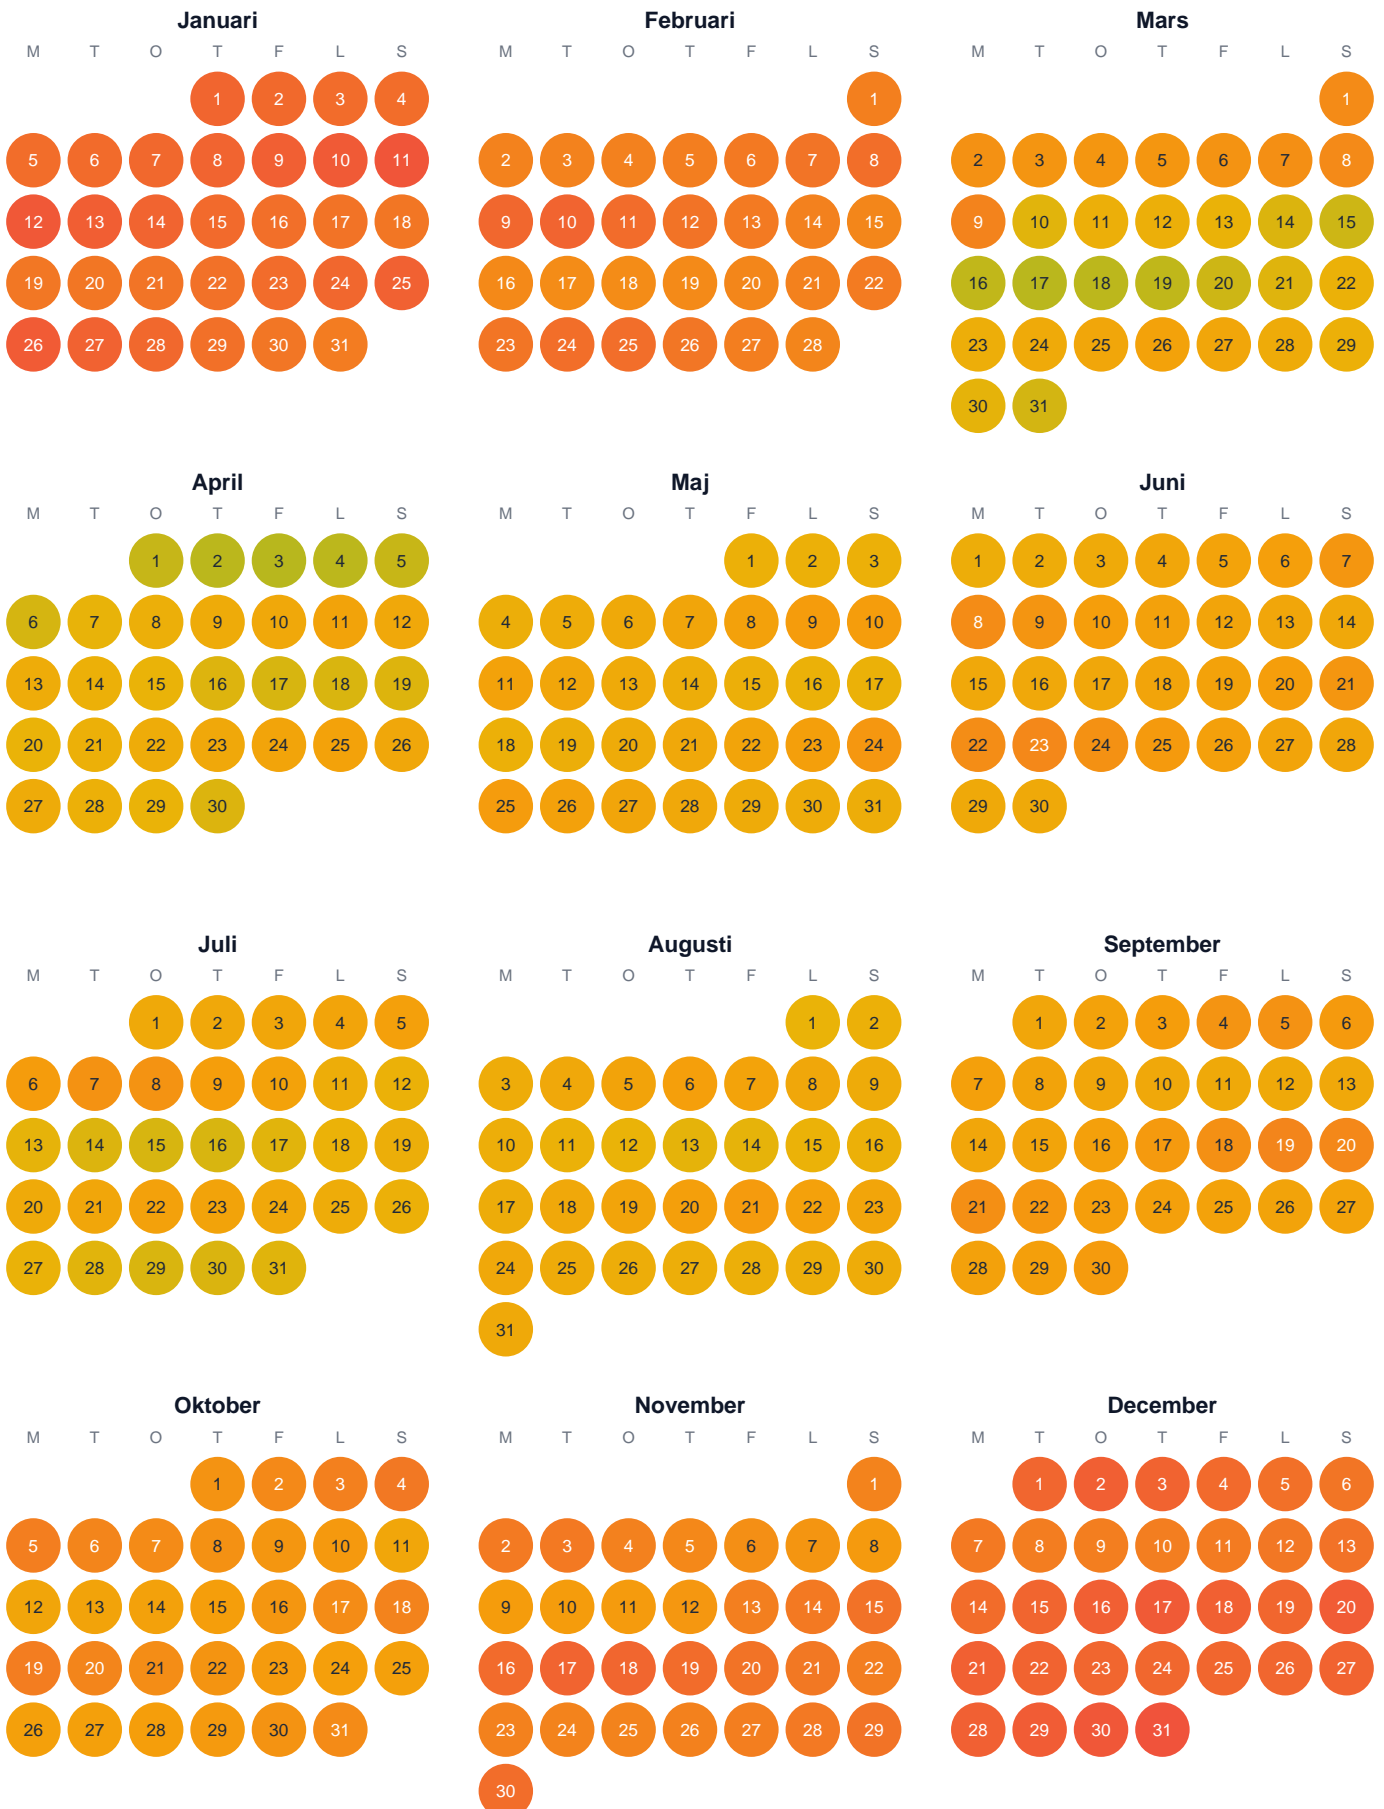 Januari Februari Mars
M T O T F L S M T O T F L S M T O T F L S
1 2 3 4 1 1
5 6 7 8 9 10 11 2 3 4 5 6 7 8 2 3 4 5 6 7 8
12 13 14 15 16 17 18 9 10 11 12 13 14 15 9 10 11 12 13 14 15
19 20 21 22 23 24 25 16 17 18 19 20 21 22 16 17 18 19 20 21 22
26 27 28 29 30 31 23 24 25 26 27 28 23 24 25 26 27 28 29
30 31
April Maj Juni
M T O T F L S M T O T F L S M T O T F L S
1 2 3 4 5 1 2 3 1 2 3 4 5 6 7
6 7 8 9 10 11 12 4 5 6 7 8 9 10 8 9 10 11 12 13 14
13 14 15 16 17 18 19 11 12 13 14 15 16 17 15 16 17 18 19 20 21
20 21 22 23 24 25 26 18 19 20 21 22 23 24 22 23 24 25 26 27 28
27 28 29 30 25 26 27 28 29 30 31 29 30
Juli Augusti September
M T O T F L S M T O T F L S M T O T F L S
1 2 3 4 5 1 2 1 2 3 4 5 6
6 7 8 9 10 11 12 3 4 5 6 7 8 9 7 8 9 10 11 12 13
13 14 15 16 17 18 19 10 11 12 13 14 15 16 14 15 16 17 18 19 20
20 21 22 23 24 25 26 17 18 19 20 21 22 23 21 22 23 24 25 26 27
27 28 29 30 31 24 25 26 27 28 29 30 28 29 30
31
Oktober November December
M T O T F L S M T O T F L S M T O T F L S
1 2 3 4 1 1 2 3 4 5 6
5 6 7 8 9 10 11 2 3 4 5 6 7 8 7 8 9 10 11 12 13
12 13 14 15 16 17 18 9 10 11 12 13 14 15 14 15 16 17 18 19 20
19 20 21 22 23 24 25 16 17 18 19 20 21 22 21 22 23 24 25 26 27
26 27 28 29 30 31 23 24 25 26 27 28 29 28 29 30 31
30